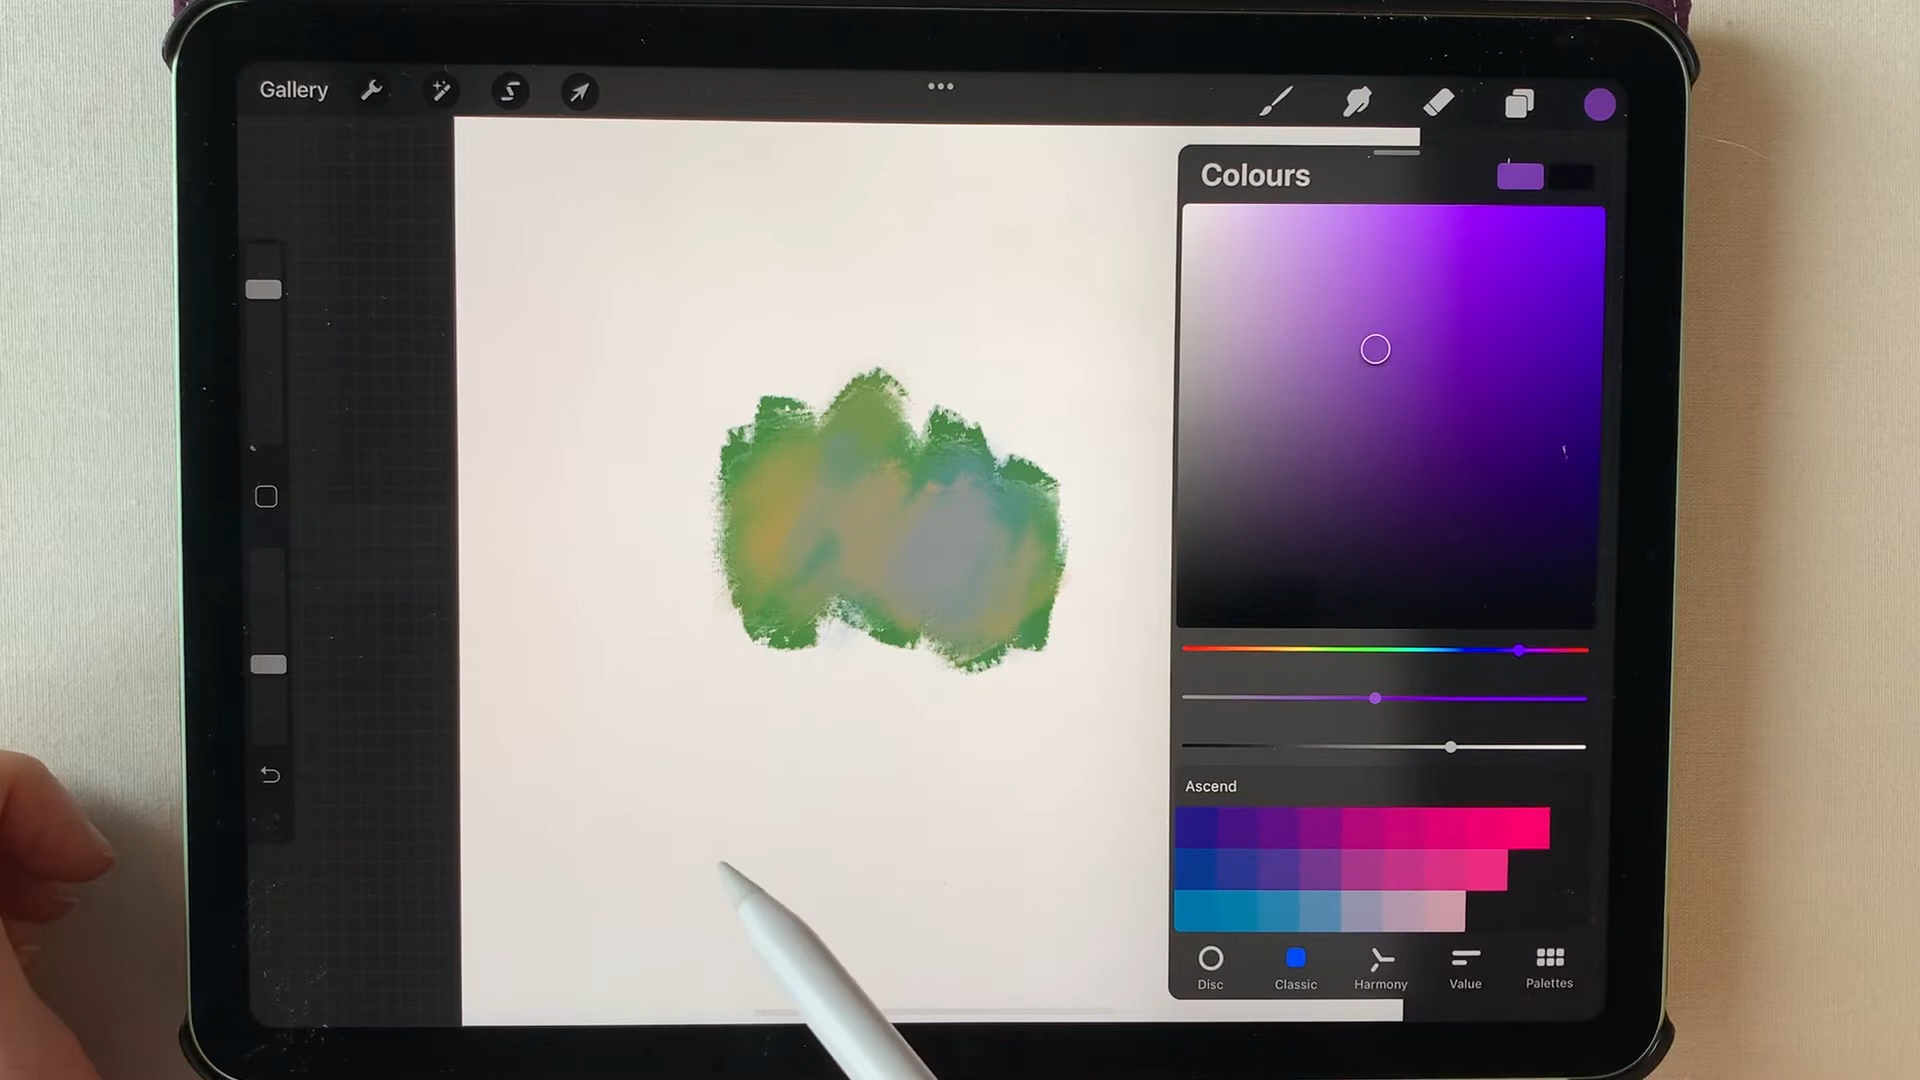 Gallery
Colours
Ascend
Disc
Classic
Harmony
Value
Palettes